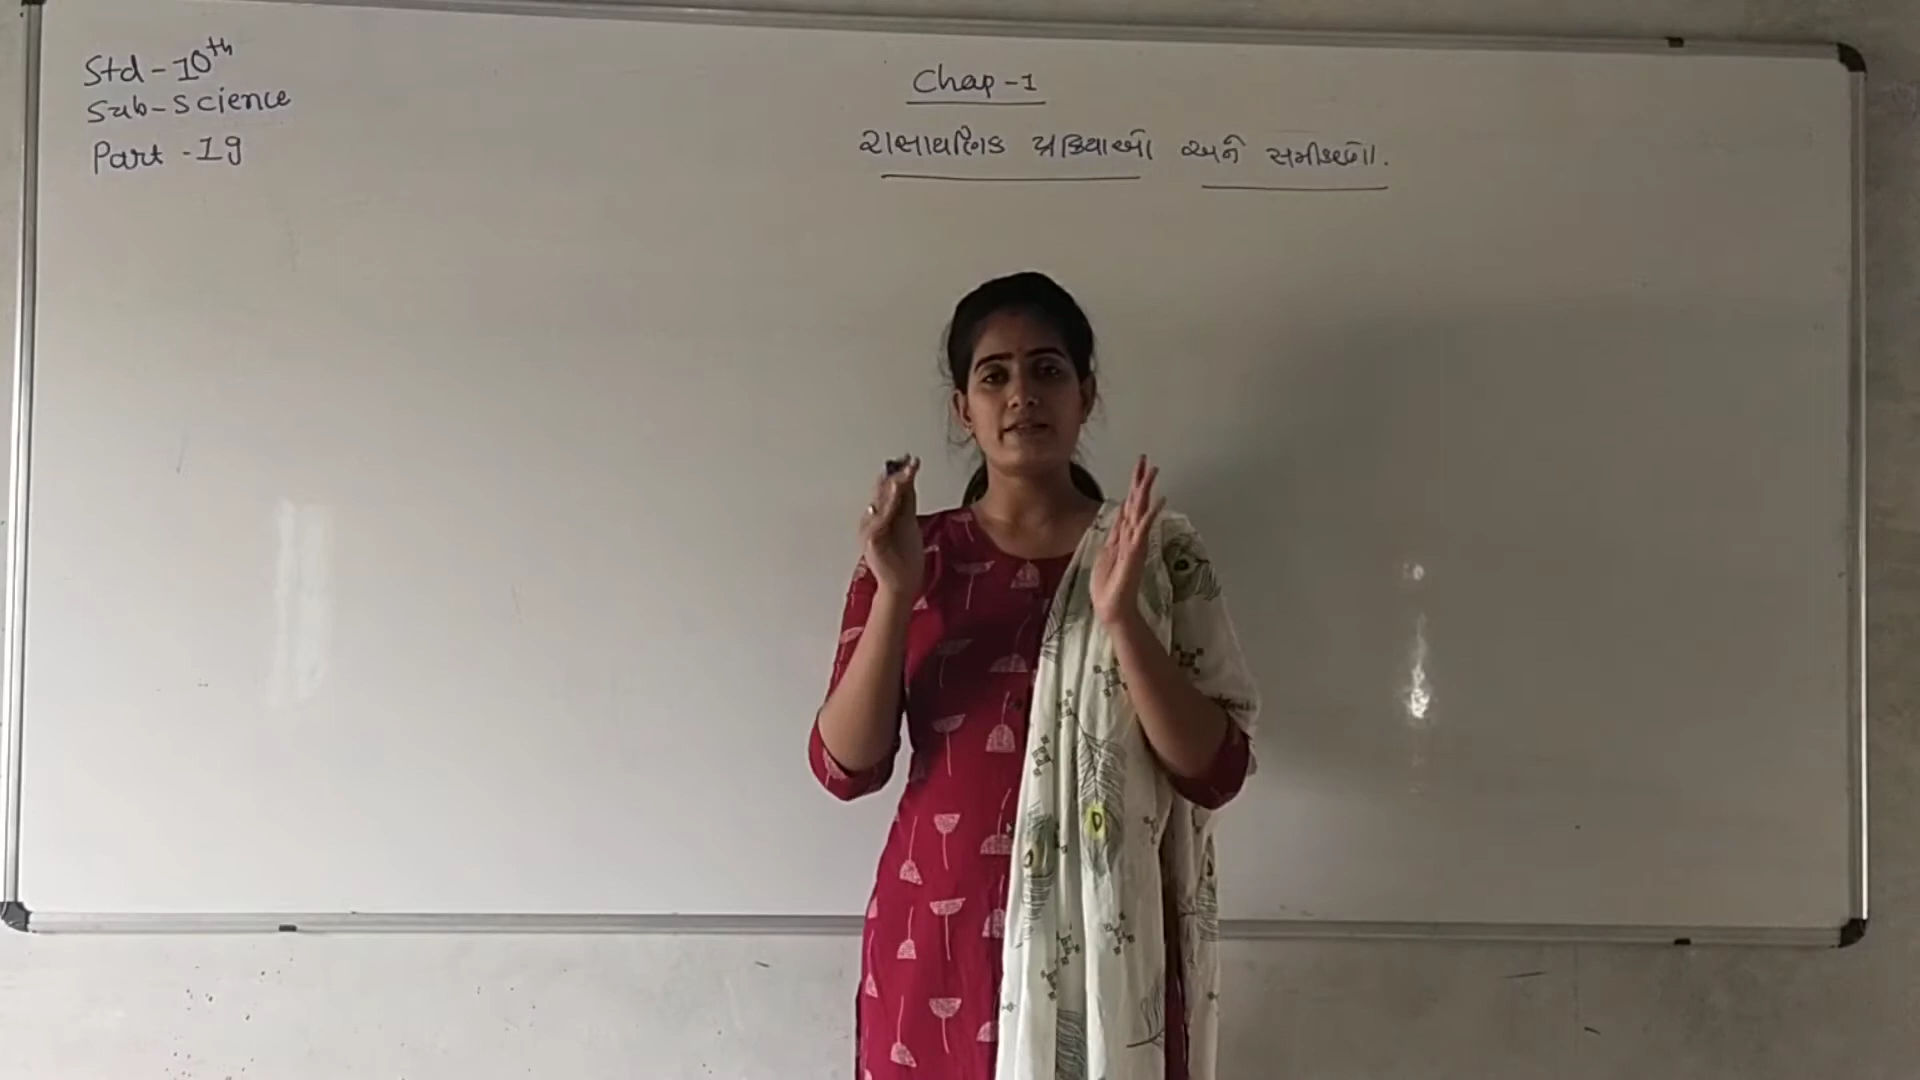 Std - 10th
Sub - Science
Part - 19
Chap - 1
રાસાયણિક પ્રક્રિયાઓ અને સમીકરણો.